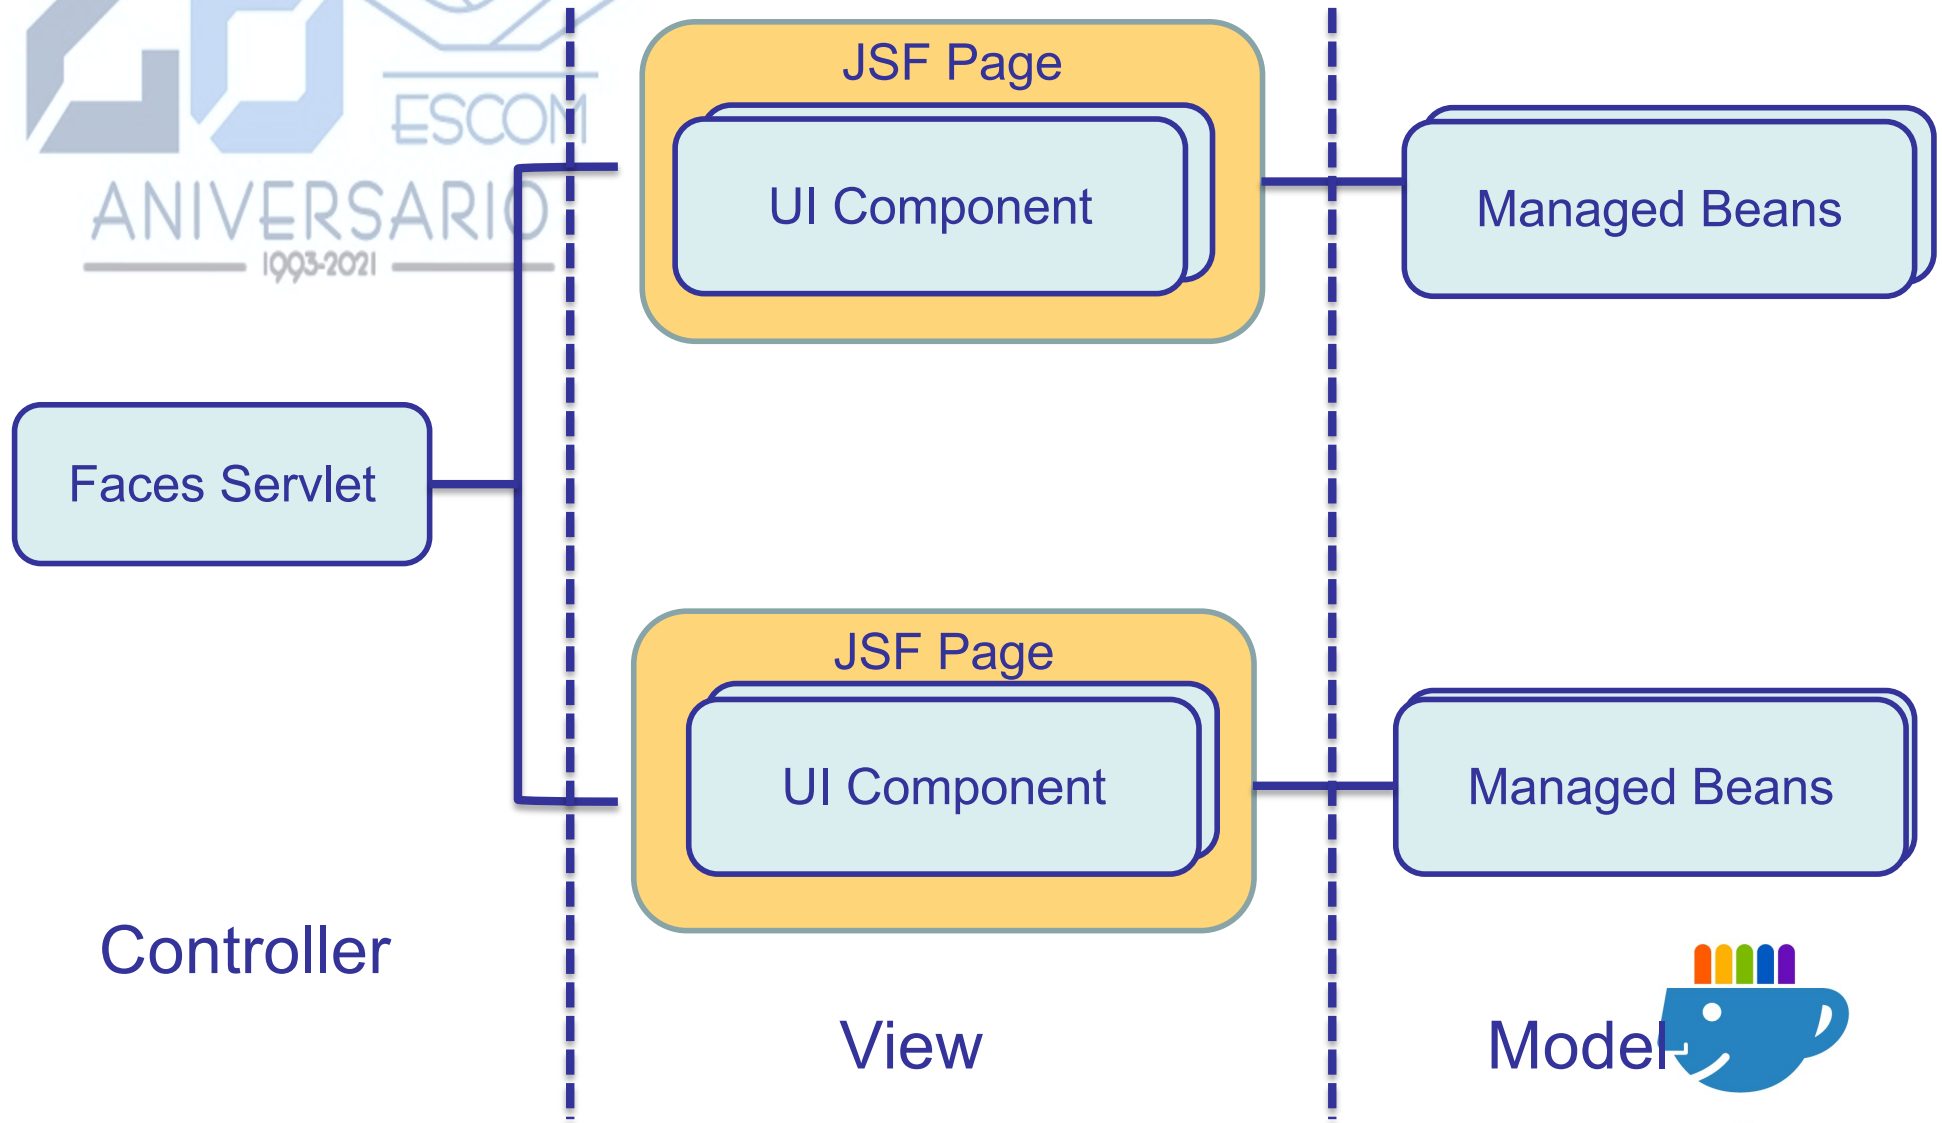 ESCOM
ANIVERSARIO
1993-2021
JSF Page
UI Component
Managed Beans
Faces Servlet
JSF Page
UI Component
Managed Beans
Controller
View
Model